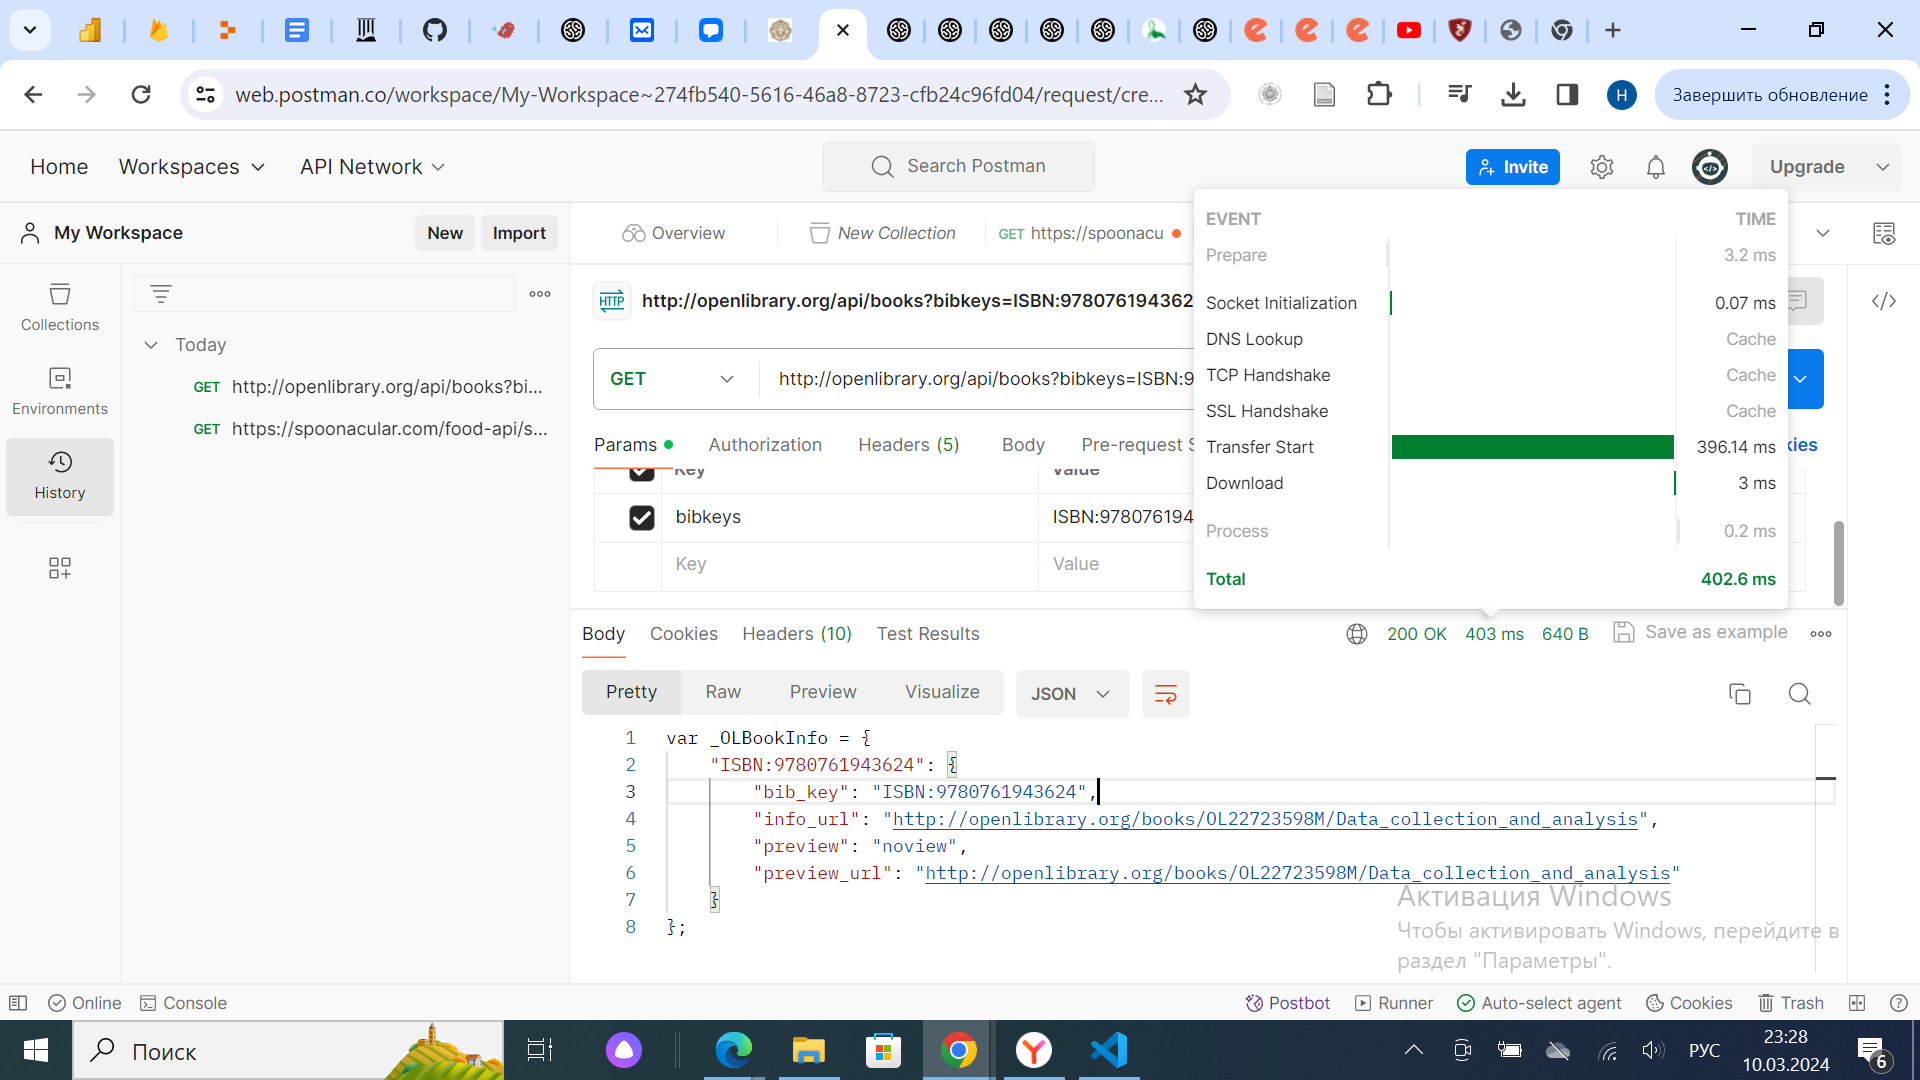 web.postman.co/workspace/My-Workspace~274fb540-5616-46a8-8723-cfb24c96fd04/request/cre...
H
Завершить обновление
Home
Workspaces
API Network
Search Postman
Invite
Upgrade
My Workspace
New
Import
Overview
New Collection
GET https://spoonacu
Collections
Environments
History
Today
GET http://openlibrary.org/api/books?bi...
GET https://spoonacular.com/food-api/s...
HTTP
http://openlibrary.org/api/books?bibkeys=ISBN:978076194362
GET
http://openlibrary.org/api/books?bibkeys=ISBN:9
Params
Authorization
Headers (5)
Body
Pre-request S
kies
Key
Value
bibkeys
ISBN:978076194
Key
Value
EVENT
TIME
Prepare
3.2 ms
Socket Initialization
0.07 ms
DNS Lookup
Cache
TCP Handshake
Cache
SSL Handshake
Cache
Transfer Start
396.14 ms
Download
3 ms
Process
0.2 ms
Total
402.6 ms
Body
Cookies
Headers (10)
Test Results
200 OK
403 ms
640 B
Save as example
Pretty
Raw
Preview
Visualize
JSON
1 var _OLBookInfo = {
2 "ISBN:9780761943624": {
3 "bib_key": "ISBN:9780761943624",
4 "info_url": "http://openlibrary.org/books/OL22723598M/Data_collection_and_analysis",
5 "preview": "noview",
6 "preview_url": "http://openlibrary.org/books/OL22723598M/Data_collection_and_analysis"
7 }
8 };
Активация Windows
Чтобы активировать Windows, перейдите в
раздел "Параметры".
Online
Console
Postbot
Runner
Auto-select agent
Cookies
Trash
Поиск
РУС
23:28
10.03.2024
6